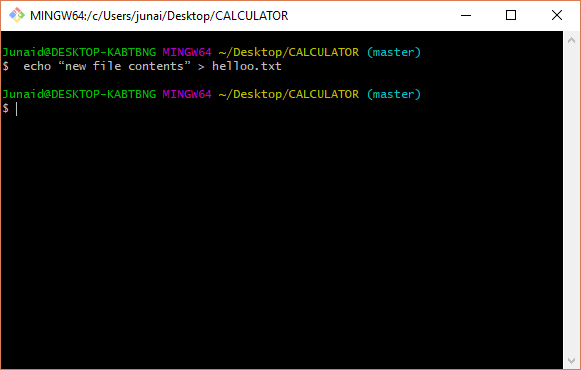 MINGW64:/c/Users/junai/Desktop/CALCULATOR
Junaid@DESKTOP-KABTBNG MINGW64 ~/Desktop/CALCULATOR (master)
$  echo “new file contents” > helloo.txt
Junaid@DESKTOP-KABTBNG MINGW64 ~/Desktop/CALCULATOR (master)
$